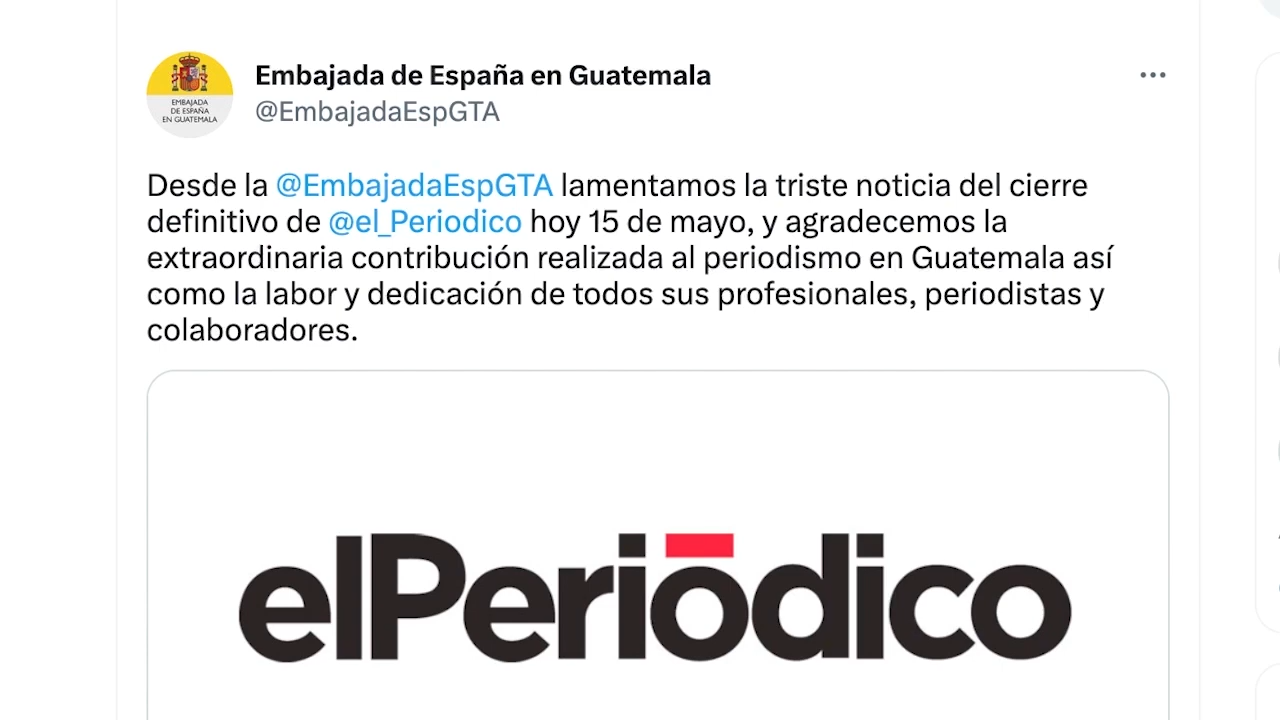 Embajada de España en Guatemala
@EmbajadaEspGTA
EMBAJADA
DE ESPAÑA
EN GUATEMALA
Desde la @EmbajadaEspGTA lamentamos la triste noticia del cierre
definitivo de @el_Periodico hoy 15 de mayo, y agradecemos la
extraordinaria contribución realizada al periodismo en Guatemala así
como la labor y dedicación de todos sus profesionales, periodistas y
colaboradores.
elPeriódico